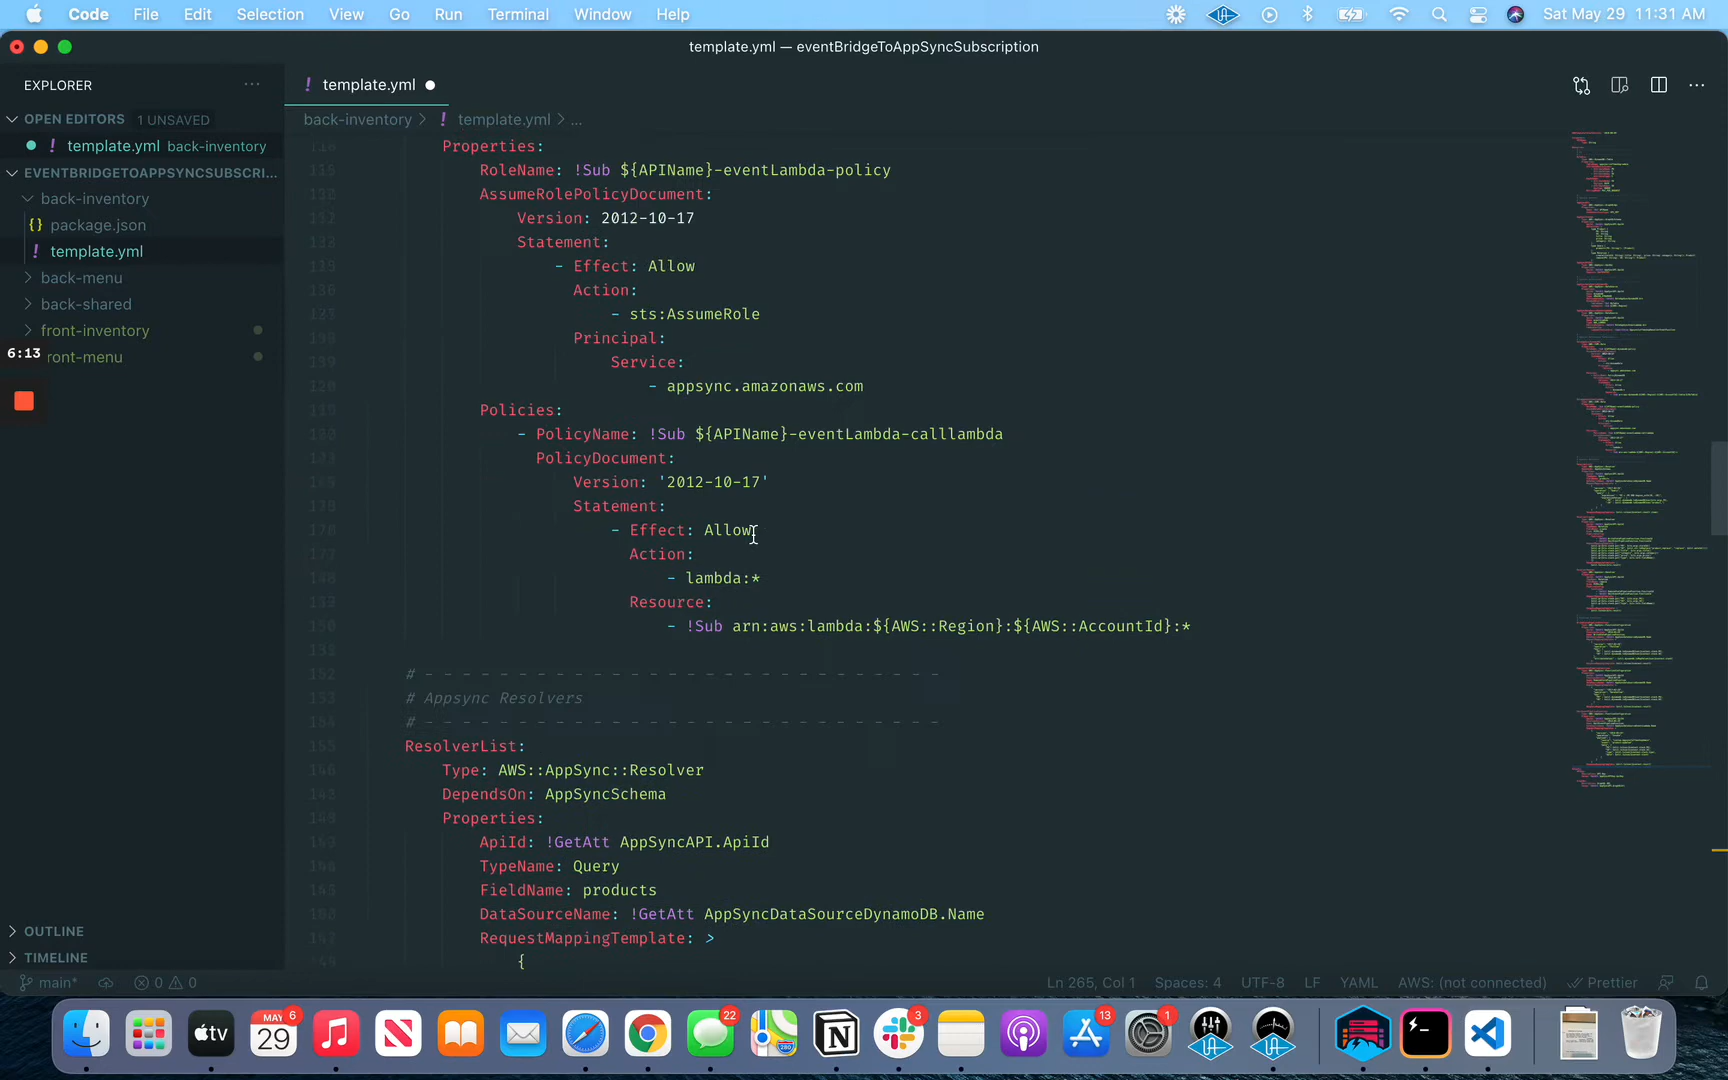 Code File Edit Selection View Go Run Terminal Window Help Sat May 29 11:31 AM
template.yml — eventBridgeToAppSyncSubscription
EXPLORER
template.yml
OPEN EDITORS 1 UNSAVED
back-inventory > ! template.yml > ...
! template.yml back-inventory
EVENTBRIDGETOAPPSYNCSUBSCRI...
back-inventory
{} package.json
! template.yml
back-menu
back-shared
front-inventory
ront-menu
6:13
Properties:
RoleName: !Sub ${APIName}-eventLambda-policy
AssumeRolePolicyDocument:
Version: 2012-10-17
Statement:
- Effect: Allow
Action:
- sts:AssumeRole
Principal:
Service:
- appsync.amazonaws.com
Policies:
- PolicyName: !Sub ${APIName}-eventLambda-calllambda
PolicyDocument:
Version: '2012-10-17'
Statement:
- Effect: Allow
Action:
- lambda:*
Resource:
- !Sub arn:aws:lambda:${AWS::Region}:${AWS::AccountId}:*
# - - - - - - - - - - - - - - - - - - - - - - - - - - - -
# Appsync Resolvers
# - - - - - - - - - - - - - - - - - - - - - - - - - - - -
ResolverList:
Type: AWS::AppSync::Resolver
DependsOn: AppSyncSchema
Properties:
ApiId: !GetAtt AppSyncAPI.ApiId
TypeName: Query
FieldName: products
DataSourceName: !GetAtt AppSyncDataSourceDynamoDB.Name
RequestMappingTemplate: >
{
OUTLINE
TIMELINE
main* 0 0 Ln 265, Col 1 Spaces: 4 UTF-8 LF YAML AWS: (not connected) Prettier
tv
MAY
29
6
22
3
13
1